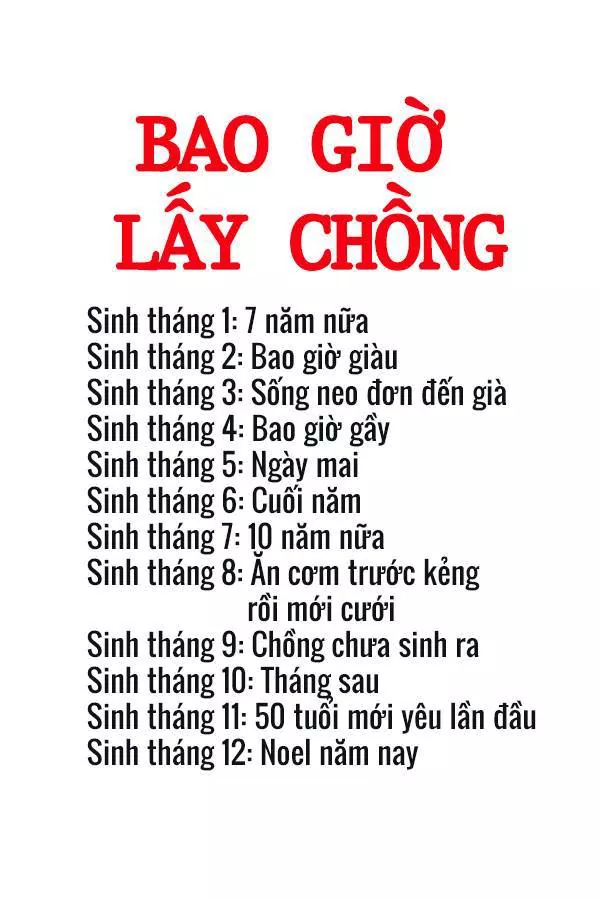 BAO GIỜ
LẤY CHỒNG
Sinh tháng 1: 7 năm nữa
Sinh tháng 2: Bao giờ giàu
Sinh tháng 3: Sống neo đơn đến già
Sinh tháng 4: Bao giờ gầy
Sinh tháng 5: Ngày mai
Sinh tháng 6: Cuối năm
Sinh tháng 7: 10 năm nữa
Sinh tháng 8: Ăn cơm trước kẻng
rồi mới cưới
Sinh tháng 9: Chồng chưa sinh ra
Sinh tháng 10: Tháng sau
Sinh tháng 11: 50 tuổi mới yêu lần đầu
Sinh tháng 12: Noel năm nay